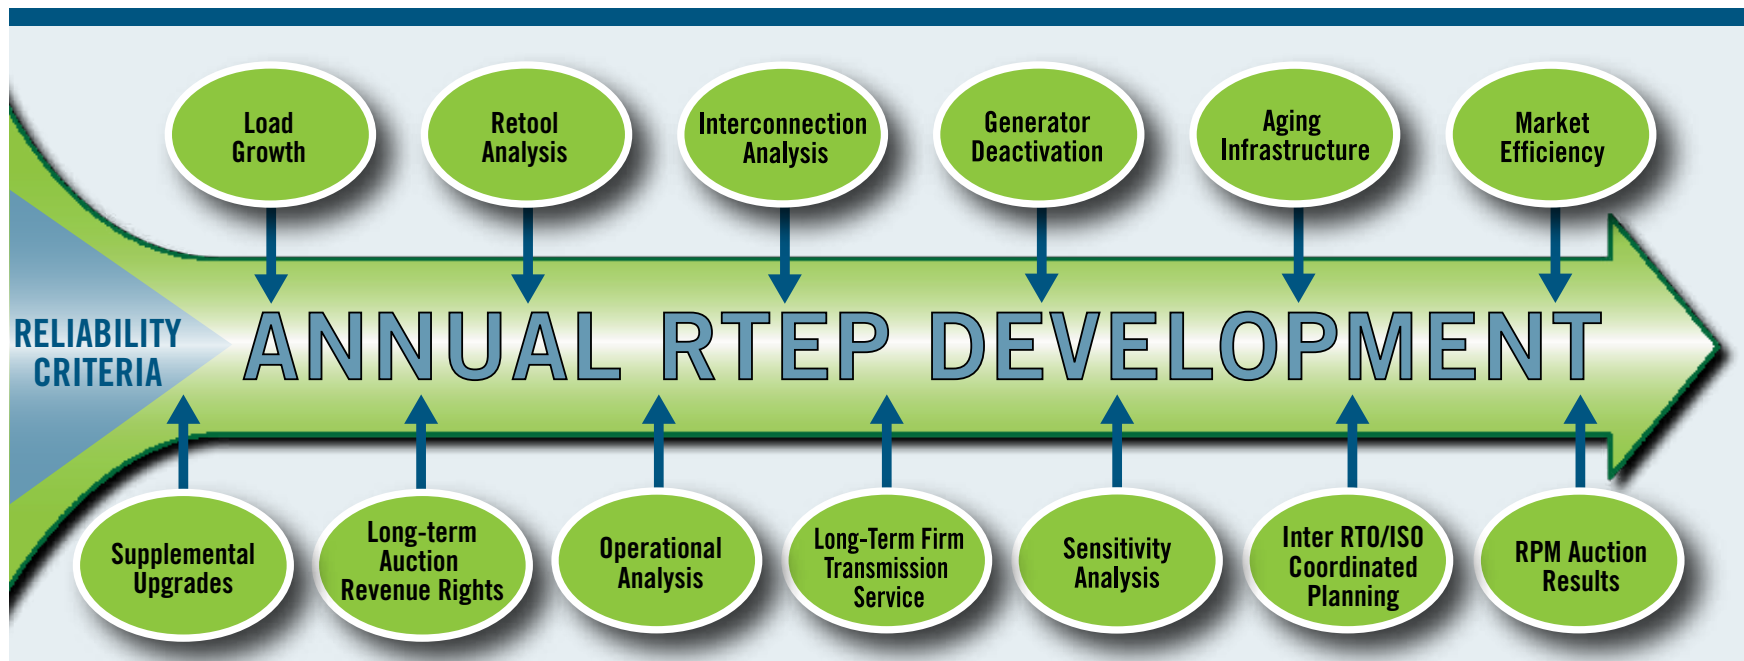 Load
Growth
Retool
Analysis
Interconnection
Analysis
Generator
Deactivation
Aging
Infrastructure
Market
Efficiency
RELIABILITY
CRITERIA
ANNUAL RTEP DEVELOPMENT
Supplemental
Upgrades
Long-term
Auction
Revenue Rights
Operational
Analysis
Long-Term Firm
Transmission
Service
Sensitivity
Analysis
Inter RTO/ISO
Coordinated
Planning
RPM Auction
Results